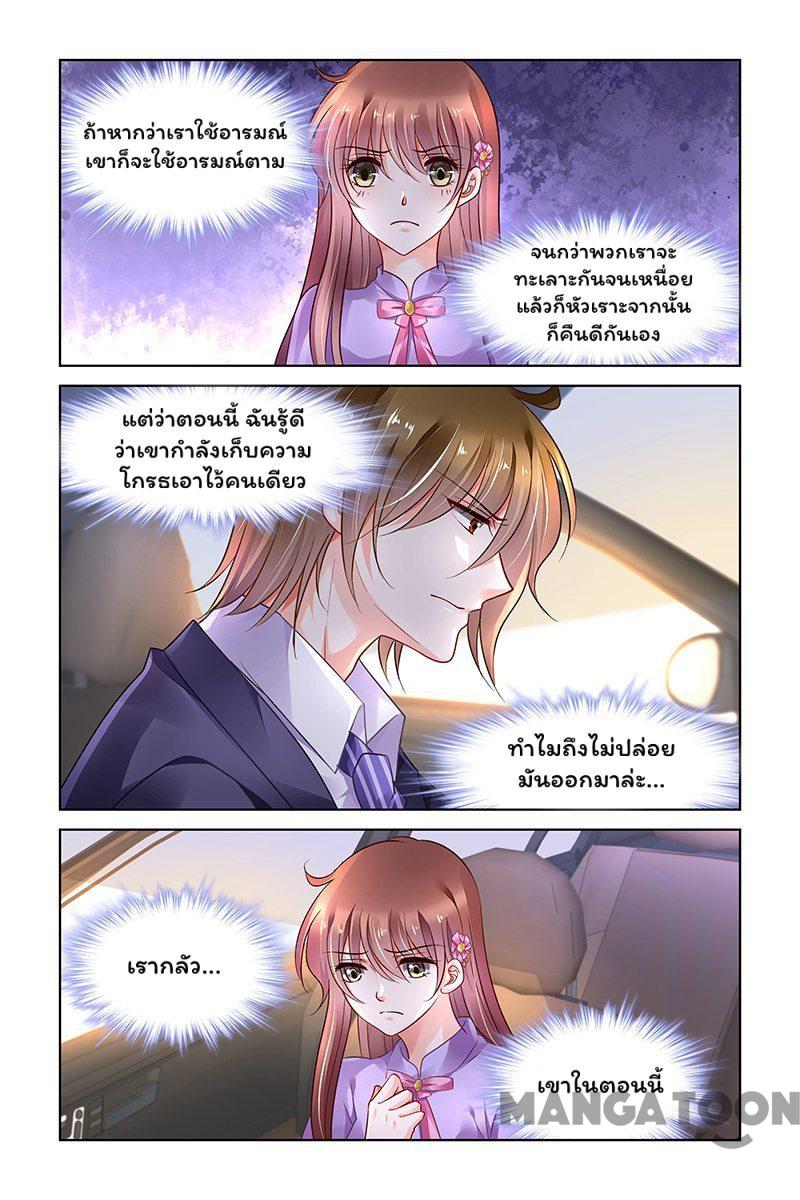 ถ้าหากว่าเราใช้อารมณ์
เขาก็จะใช้อารมณ์ตาม
จนกว่าพวกเราจะ
ทะเลาะกันจนเหนื่อย
แล้วก็หัวเราะจากนั้น
ก็คืนดีกันเอง
แต่ว่าตอนนี้ ฉันรู้ดี
ว่าเขากำลังเก็บความ
โกรธเอาไว้คนเดียว
ทำไมถึงไม่ปล่อย
มันออกมาล่ะ...
เรากลัว...
เขาในตอนนี้
MANGATOON